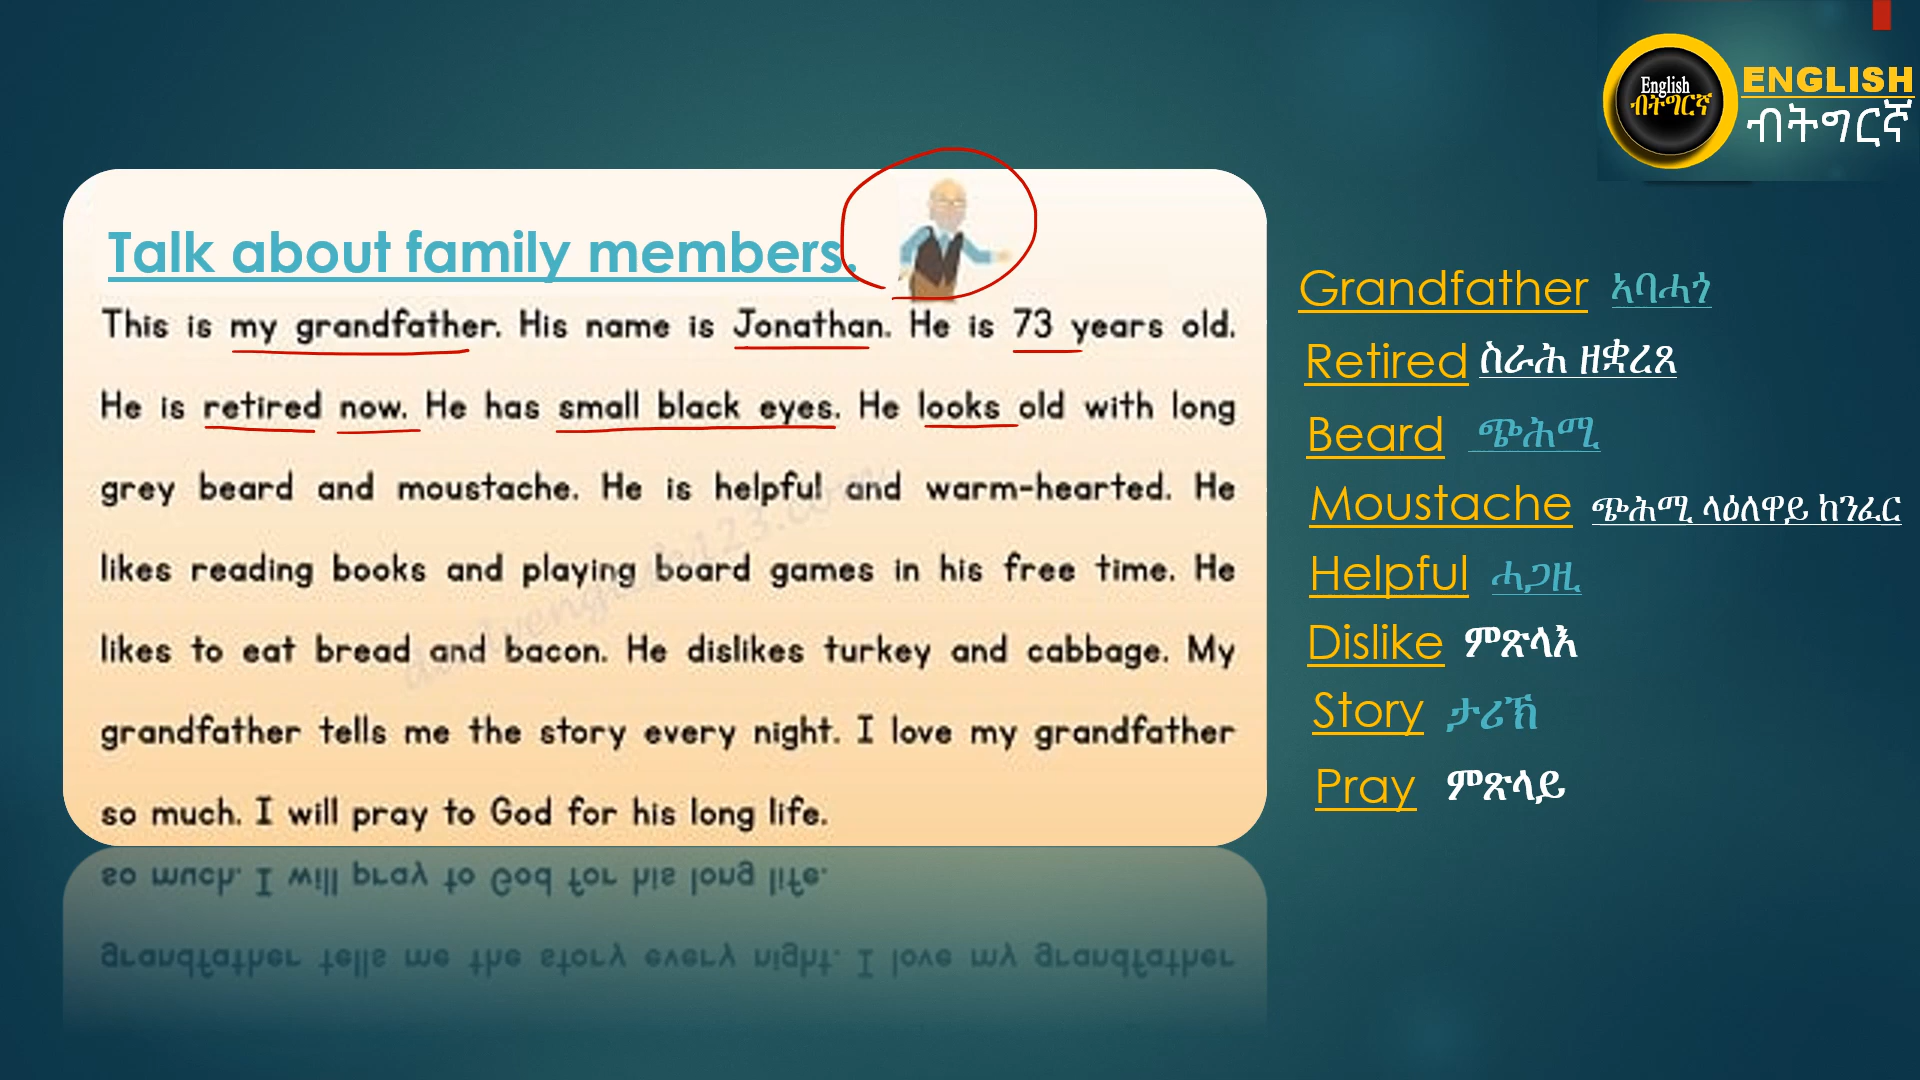 English
ብትግርኛ
ENGLISH
ብትግርኛ
Talk about family members.
This is my grandfather. His name is Jonathan. He is 73 years old.
He is retired now. He has small black eyes. He looks old with long
grey beard and moustache. He is helpful and warm-hearted. He
likes reading books and playing board games in his free time. He
likes to eat bread and bacon. He dislikes turkey and cabbage. My
grandfather tells me the story every night. I love my grandfather
so much. I will pray to God for his long life.
Grandfather ኣባሓጎ
Retired ስራሕ ዘቋረጸ
Beard ጭሕሚ
Moustache ጭሕሚ ላዕለዋይ ከንፈር
Helpful ሓጋዚ
Dislike ምጽላእ
Story ታሪኽ
Pray ምጽላይ